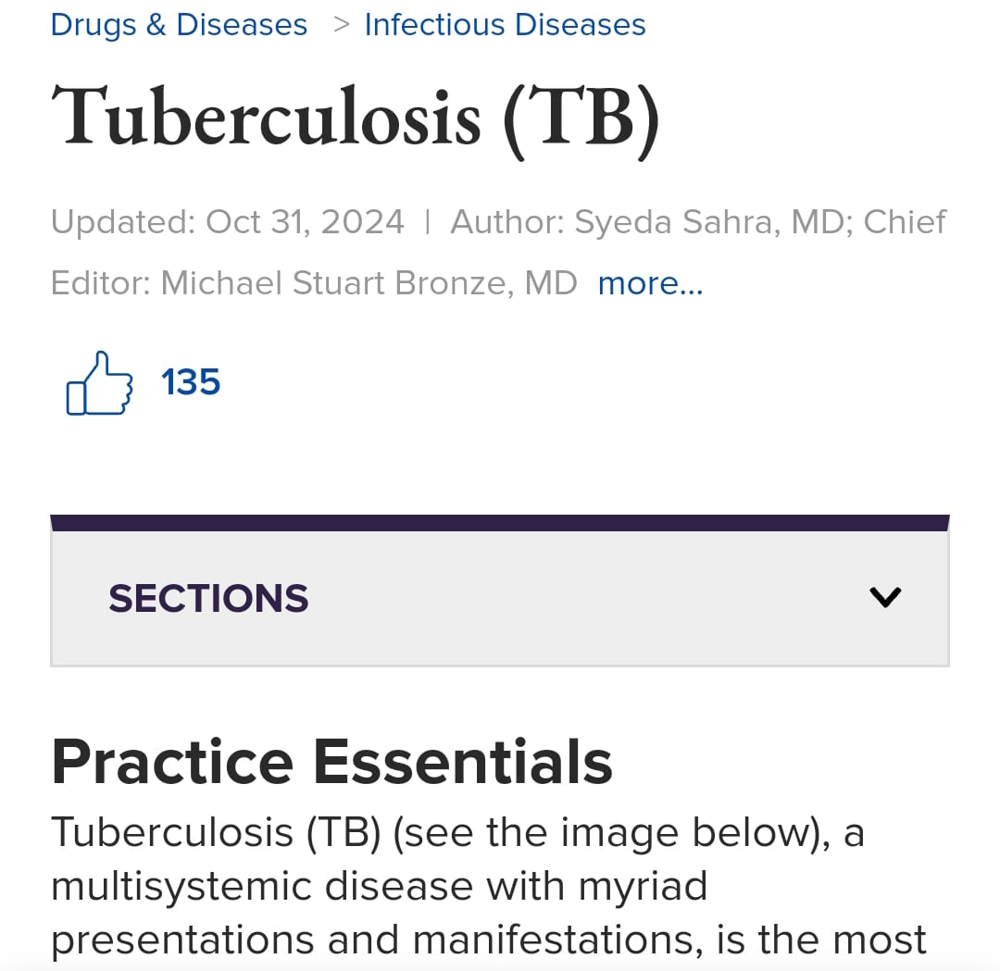 Drugs & Diseases > Infectious Diseases
Tuberculosis (TB)
Updated: Oct 31, 2024 | Author: Syeda Sahra, MD; Chief
Editor: Michael Stuart Bronze, MD more...
135
SECTIONS
Practice Essentials
Tuberculosis (TB) (see the image below), a
multisystemic disease with myriad
presentations and manifestations, is the most